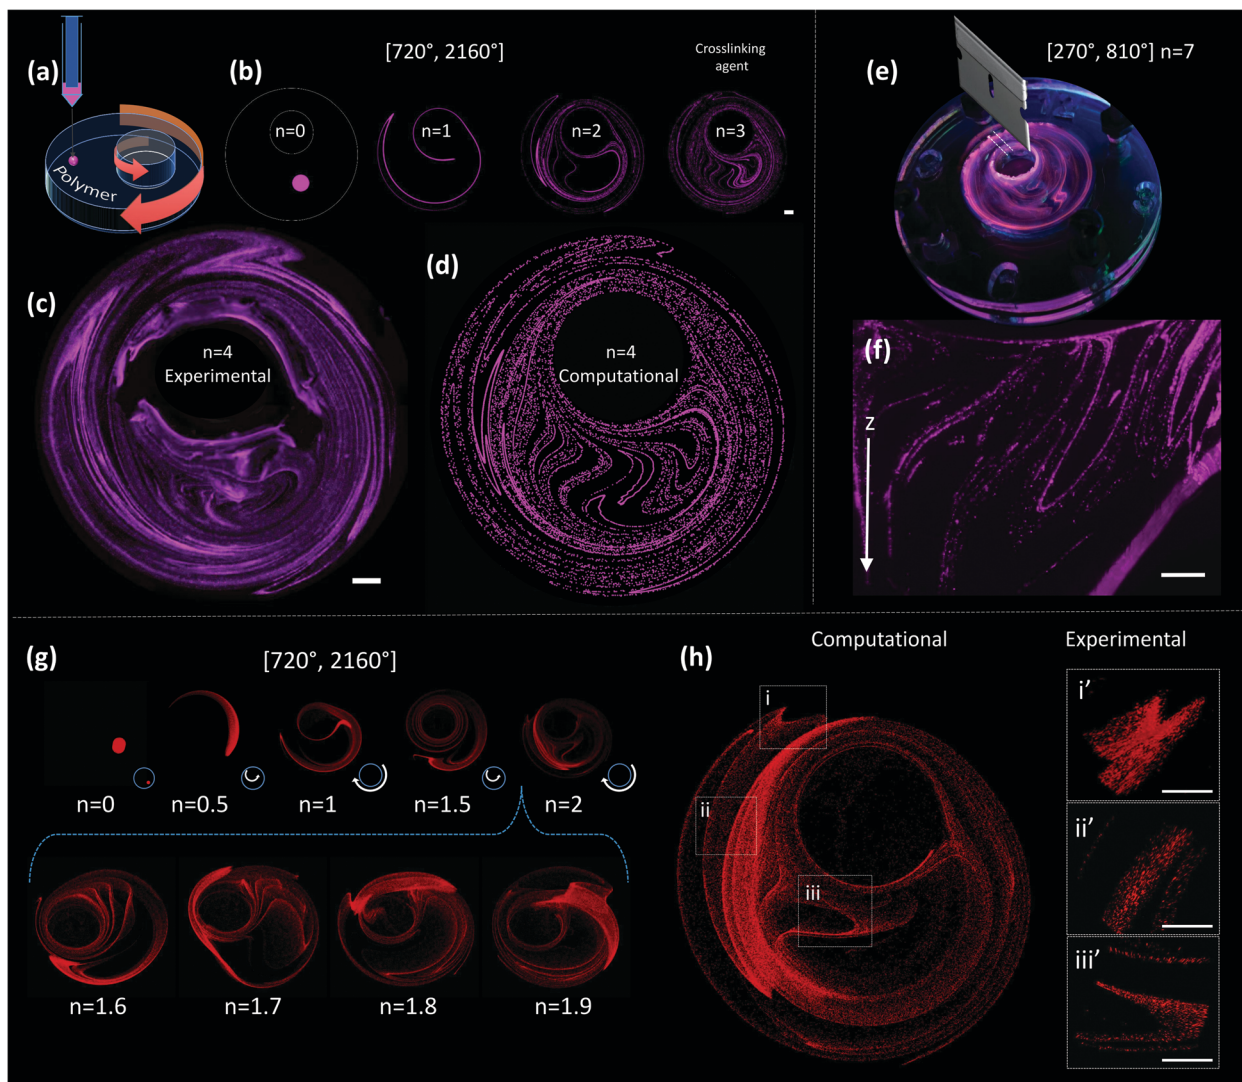 (a)
Polymer
(b)
[720°, 2160°]
Crosslinking
agent
n=0
n=1
n=2
n=3
(c)
n=4
Experimental
(d)
n=4
Computational
(e)
[270°, 810°] n=7
(f)
z
(g)
[720°, 2160°]
n=0
n=0.5
n=1
n=1.5
n=2
n=1.6
n=1.7
n=1.8
n=1.9
(h)
Computational
Experimental
i
ii
iii
i’
ii’
iii’